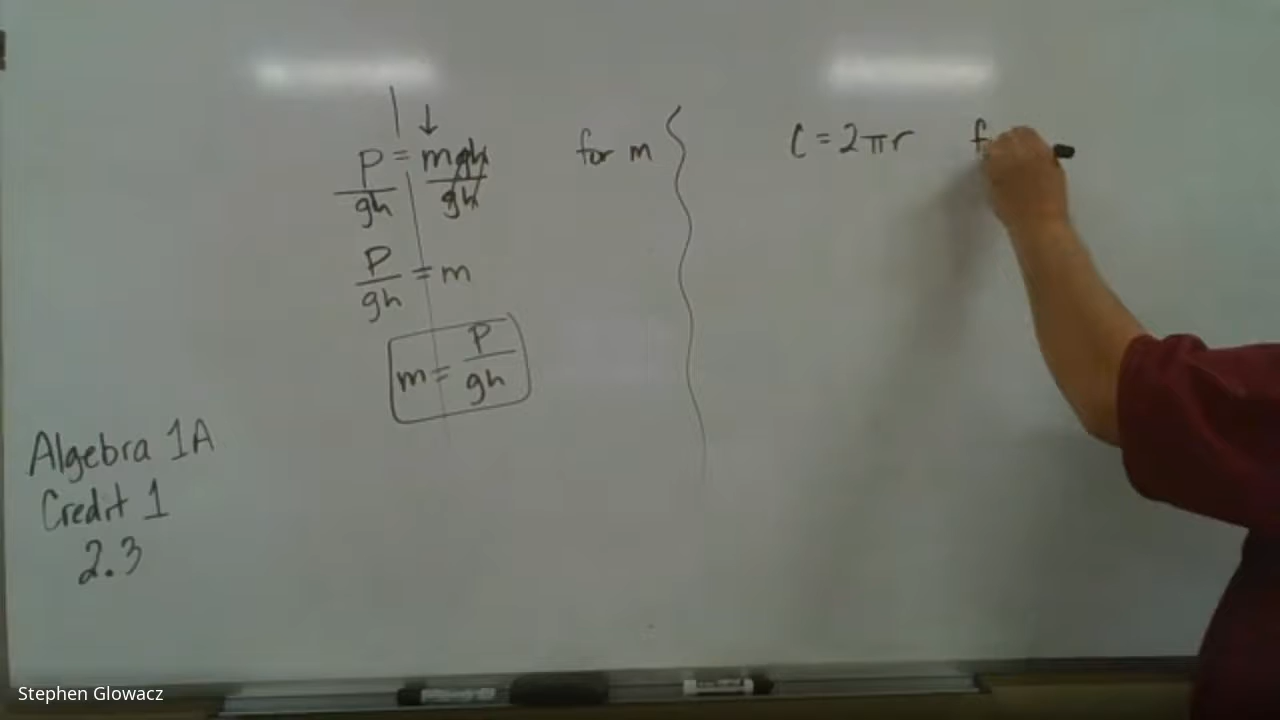 P = mgh for m
gh gh
P/gh = m
m = P/gh
C = 2πr f
Algebra 1A
Credit 1
2.3
Stephen Glowacz